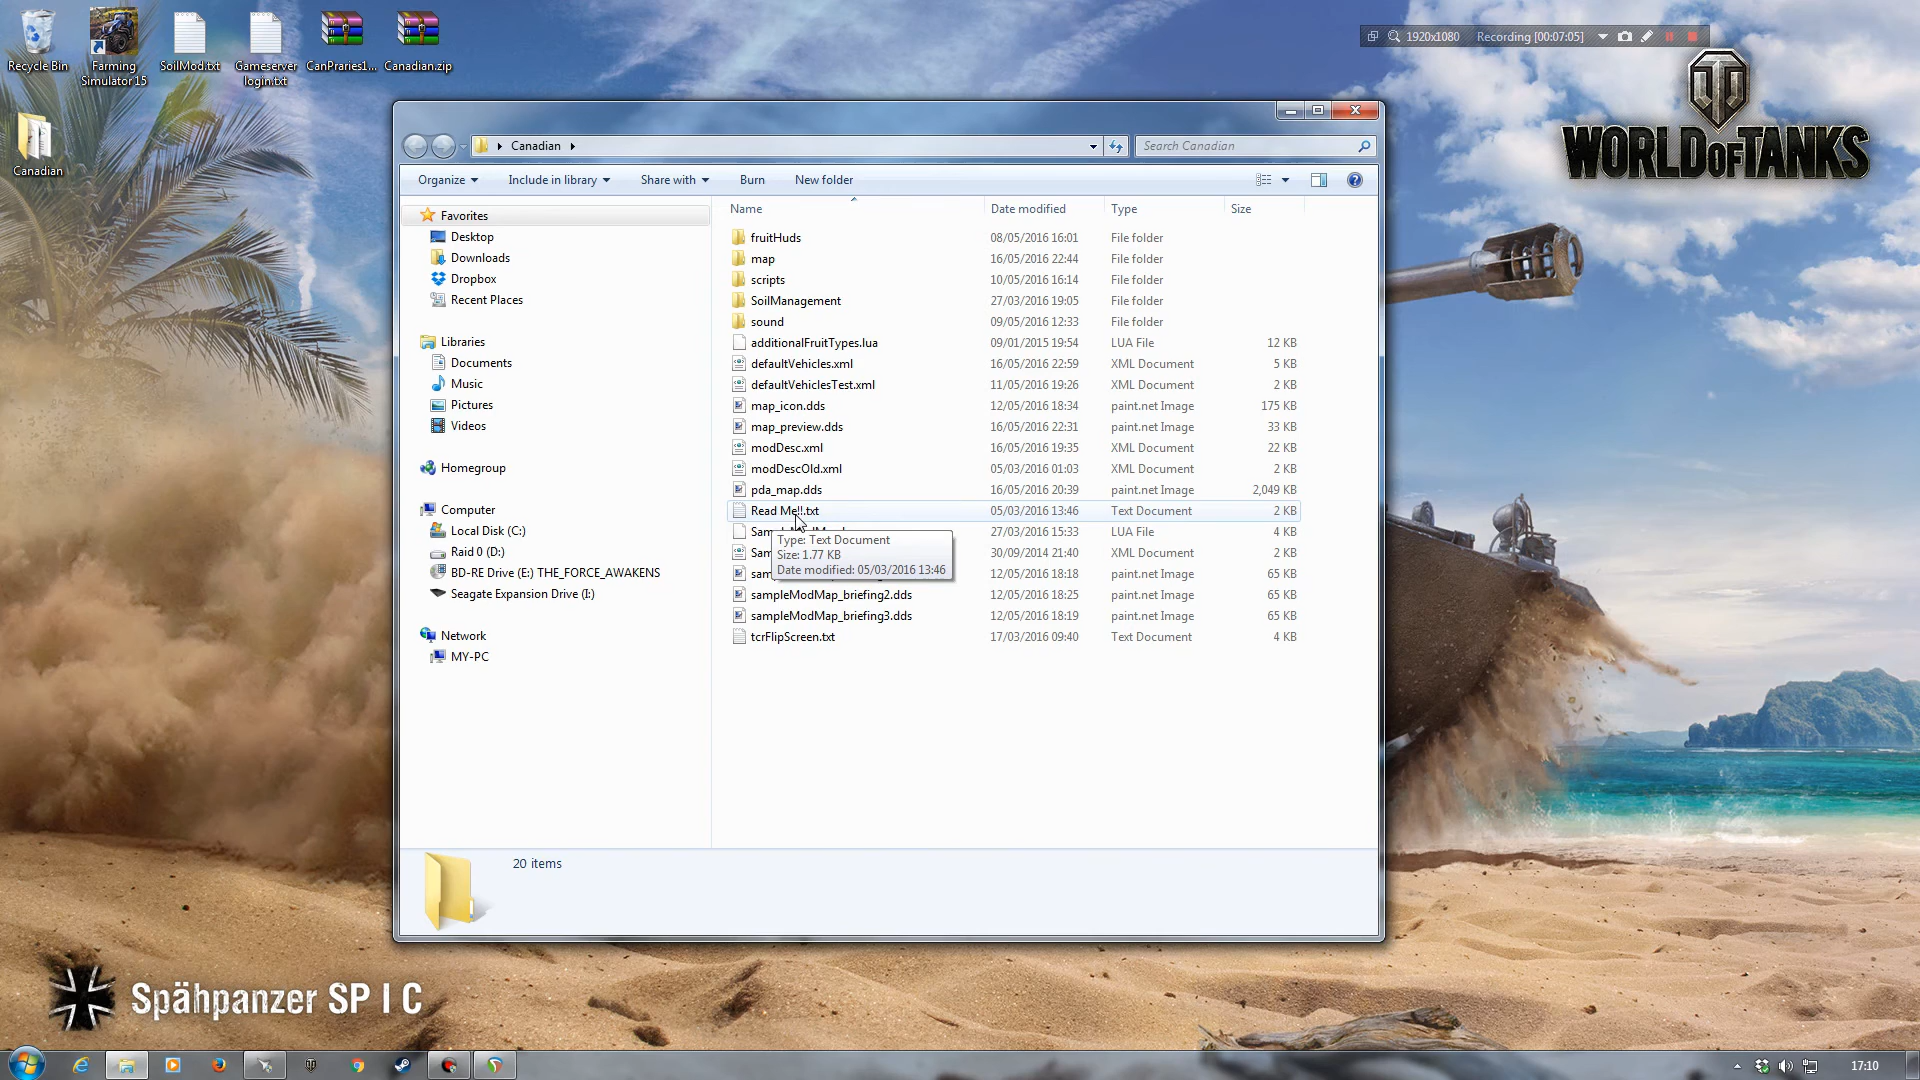 Recycle Bin
Farming
Simulator 15
SoilMod.txt
Gameserver
login.txt
CanPraries1...
Canadian.zip
Canadian
1920x1080 Recording [00:07:05]
WORLD OF TANKS
Canadian
Search Canadian
Organize Include in library Share with Burn New folder
Name Date modified Type Size
Favorites
Desktop
Downloads
Dropbox
Recent Places
Libraries
Documents
Music
Pictures
Videos
Homegroup
Computer
Local Disk (C:)
Raid 0 (D:)
BD-RE Drive (E:) THE_FORCE_AWAKENS
Seagate Expansion Drive (I:)
Network
MY-PC
fruitHuds 08/05/2016 16:01 File folder
map 16/05/2016 22:44 File folder
scripts 10/05/2016 16:14 File folder
SoilManagement 27/03/2016 19:05 File folder
sound 09/05/2016 12:33 File folder
additionalFruitTypes.lua 09/01/2015 19:54 LUA File 12 KB
defaultVehicles.xml 16/05/2016 22:59 XML Document 5 KB
defaultVehiclesTest.xml 11/05/2016 19:26 XML Document 2 KB
map_icon.dds 12/05/2016 18:34 paint.net Image 175 KB
map_preview.dds 16/05/2016 22:31 paint.net Image 33 KB
modDesc.xml 16/05/2016 19:35 XML Document 22 KB
modDescOld.xml 05/03/2016 01:03 XML Document 2 KB
pda_map.dds 16/05/2016 20:39 paint.net Image 2,049 KB
Read Me!!.txt 05/03/2016 13:46 Text Document 2 KB
27/03/2016 15:33 LUA File 4 KB
30/09/2014 21:40 XML Document 2 KB
12/05/2016 18:18 paint.net Image 65 KB
Type: Text Document
Size: 1.77 KB
Date modified: 05/03/2016 13:46
sampleModMap_briefing2.dds 12/05/2016 18:25 paint.net Image 65 KB
sampleModMap_briefing3.dds 12/05/2016 18:19 paint.net Image 65 KB
tcrFlipScreen.txt 17/03/2016 09:40 Text Document 4 KB
20 items
Spähpanzer SP I C
17:10